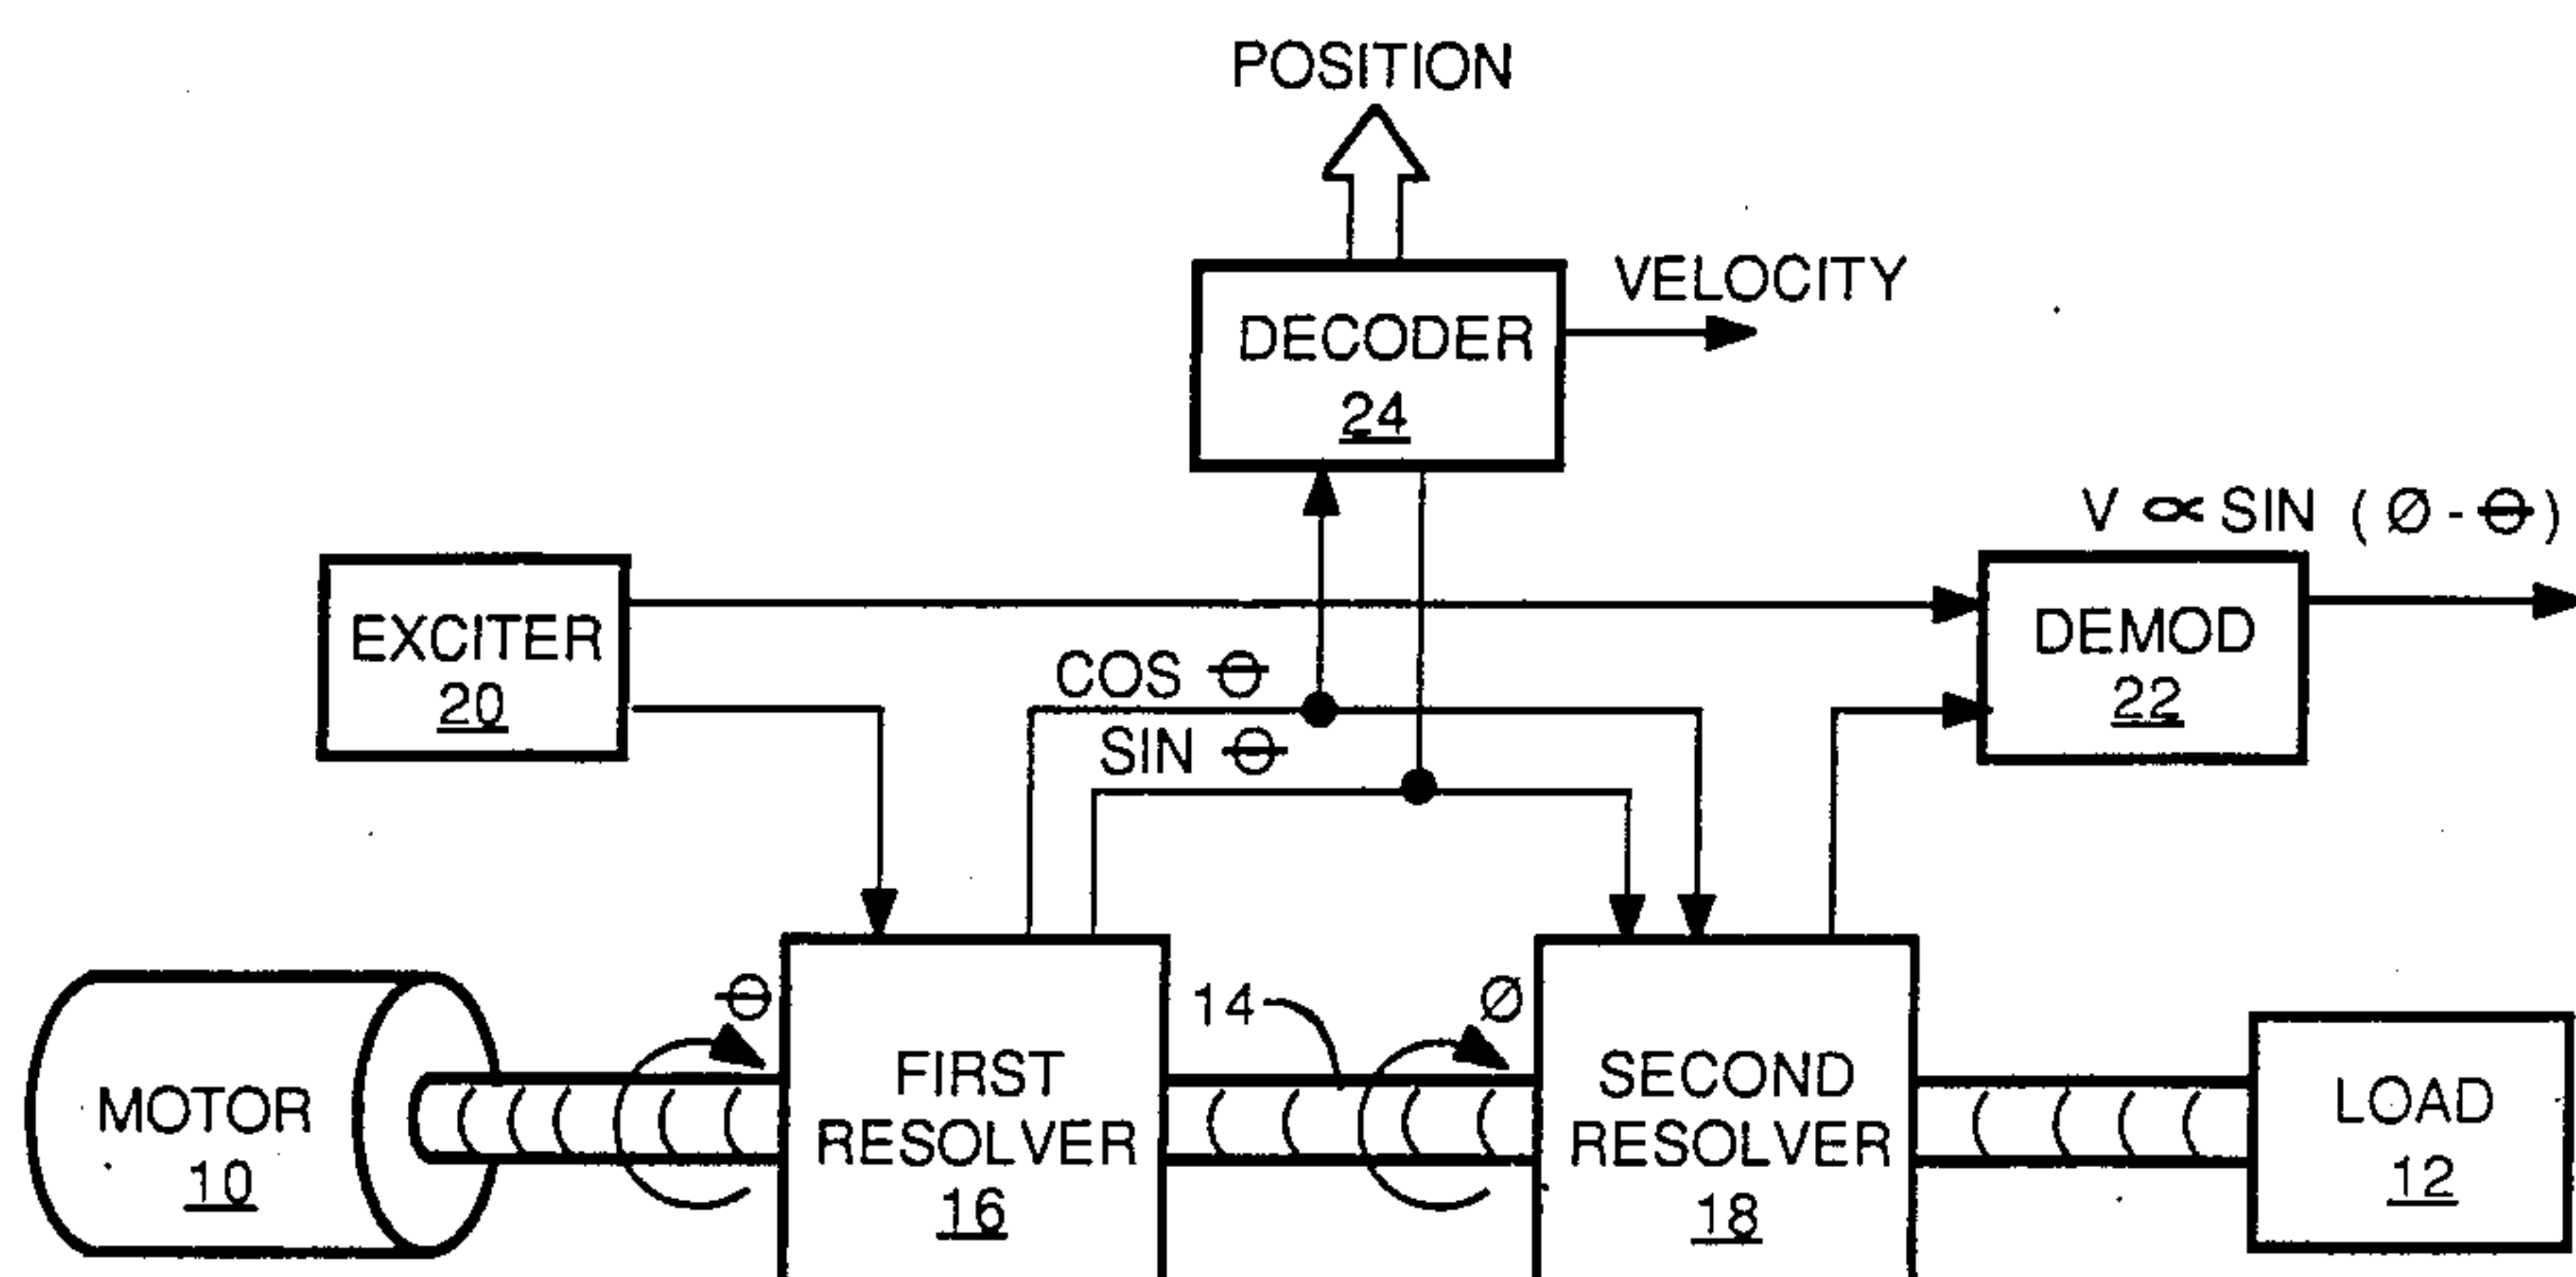 POSITION
VELOCITY
DECODER
24
V ∝ SIN ( Ø - Θ )
EXCITER
20
DEMOD
22
COS Θ
SIN Θ
Θ
14
Ø
MOTOR
10
FIRST
RESOLVER
16
SECOND
RESOLVER
18
LOAD
12